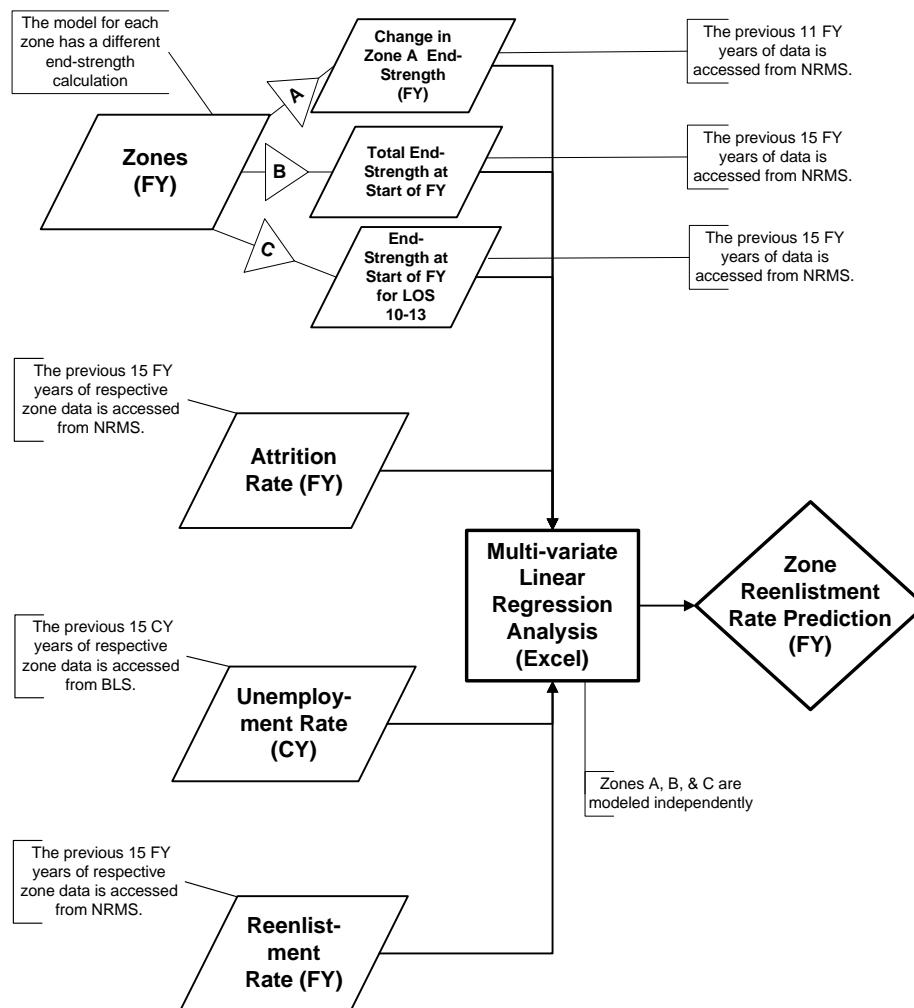 The model for each
zone has a different
end-strength
calculation
Zones
(FY)
A
B
C
Change in
Zone A End-
Strength
(FY)
Total End-
Strength at
Start of FY
End-
Strength at
Start of FY
for LOS
10-13
The previous 11 FY
years of data is
accessed from NRMS.
The previous 15 FY
years of data is
accessed from NRMS.
The previous 15 FY
years of data is
accessed from NRMS.
The previous 15 FY
years of respective
zone data is accessed
from NRMS.
Attrition
Rate (FY)
Multi-variate
Linear
Regression
Analysis
(Excel)
Zone
Reenlistment
Rate Prediction
(FY)
The previous 15 CY
years of respective
zone data is accessed
from BLS.
Unemploy-
ment Rate
(CY)
Zones A, B, & C are
modeled independently
The previous 15 FY
years of respective
zone data is accessed
from NRMS.
Reenlist-
ment
Rate (FY)